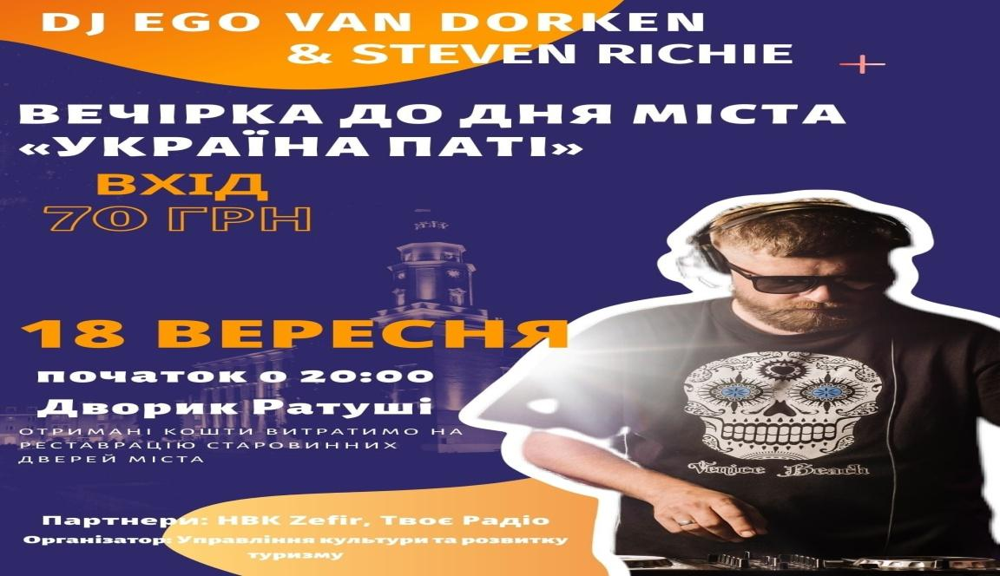 DJ EGO VAN DORKEN
& STEVEN RICHIE
ВЕЧІРКА ДО ДНЯ МІСТА
«УКРАЇНА ПАТІ»
ВХІД
70 ГРН
18 ВЕРЕСНЯ
початок о 20:00
Дворик Ратуші
ОТРИМАНІ КОШТИ ВИТРАТИМО НА
РЕСТАВРАЦІЮ СТАРОВИННИХ
ДВЕРЕЙ МІСТА
Venice Beach
Партнери: НВК Zefir, Твоє Радіо
Організатор: Управління культури та розвитку
туризму